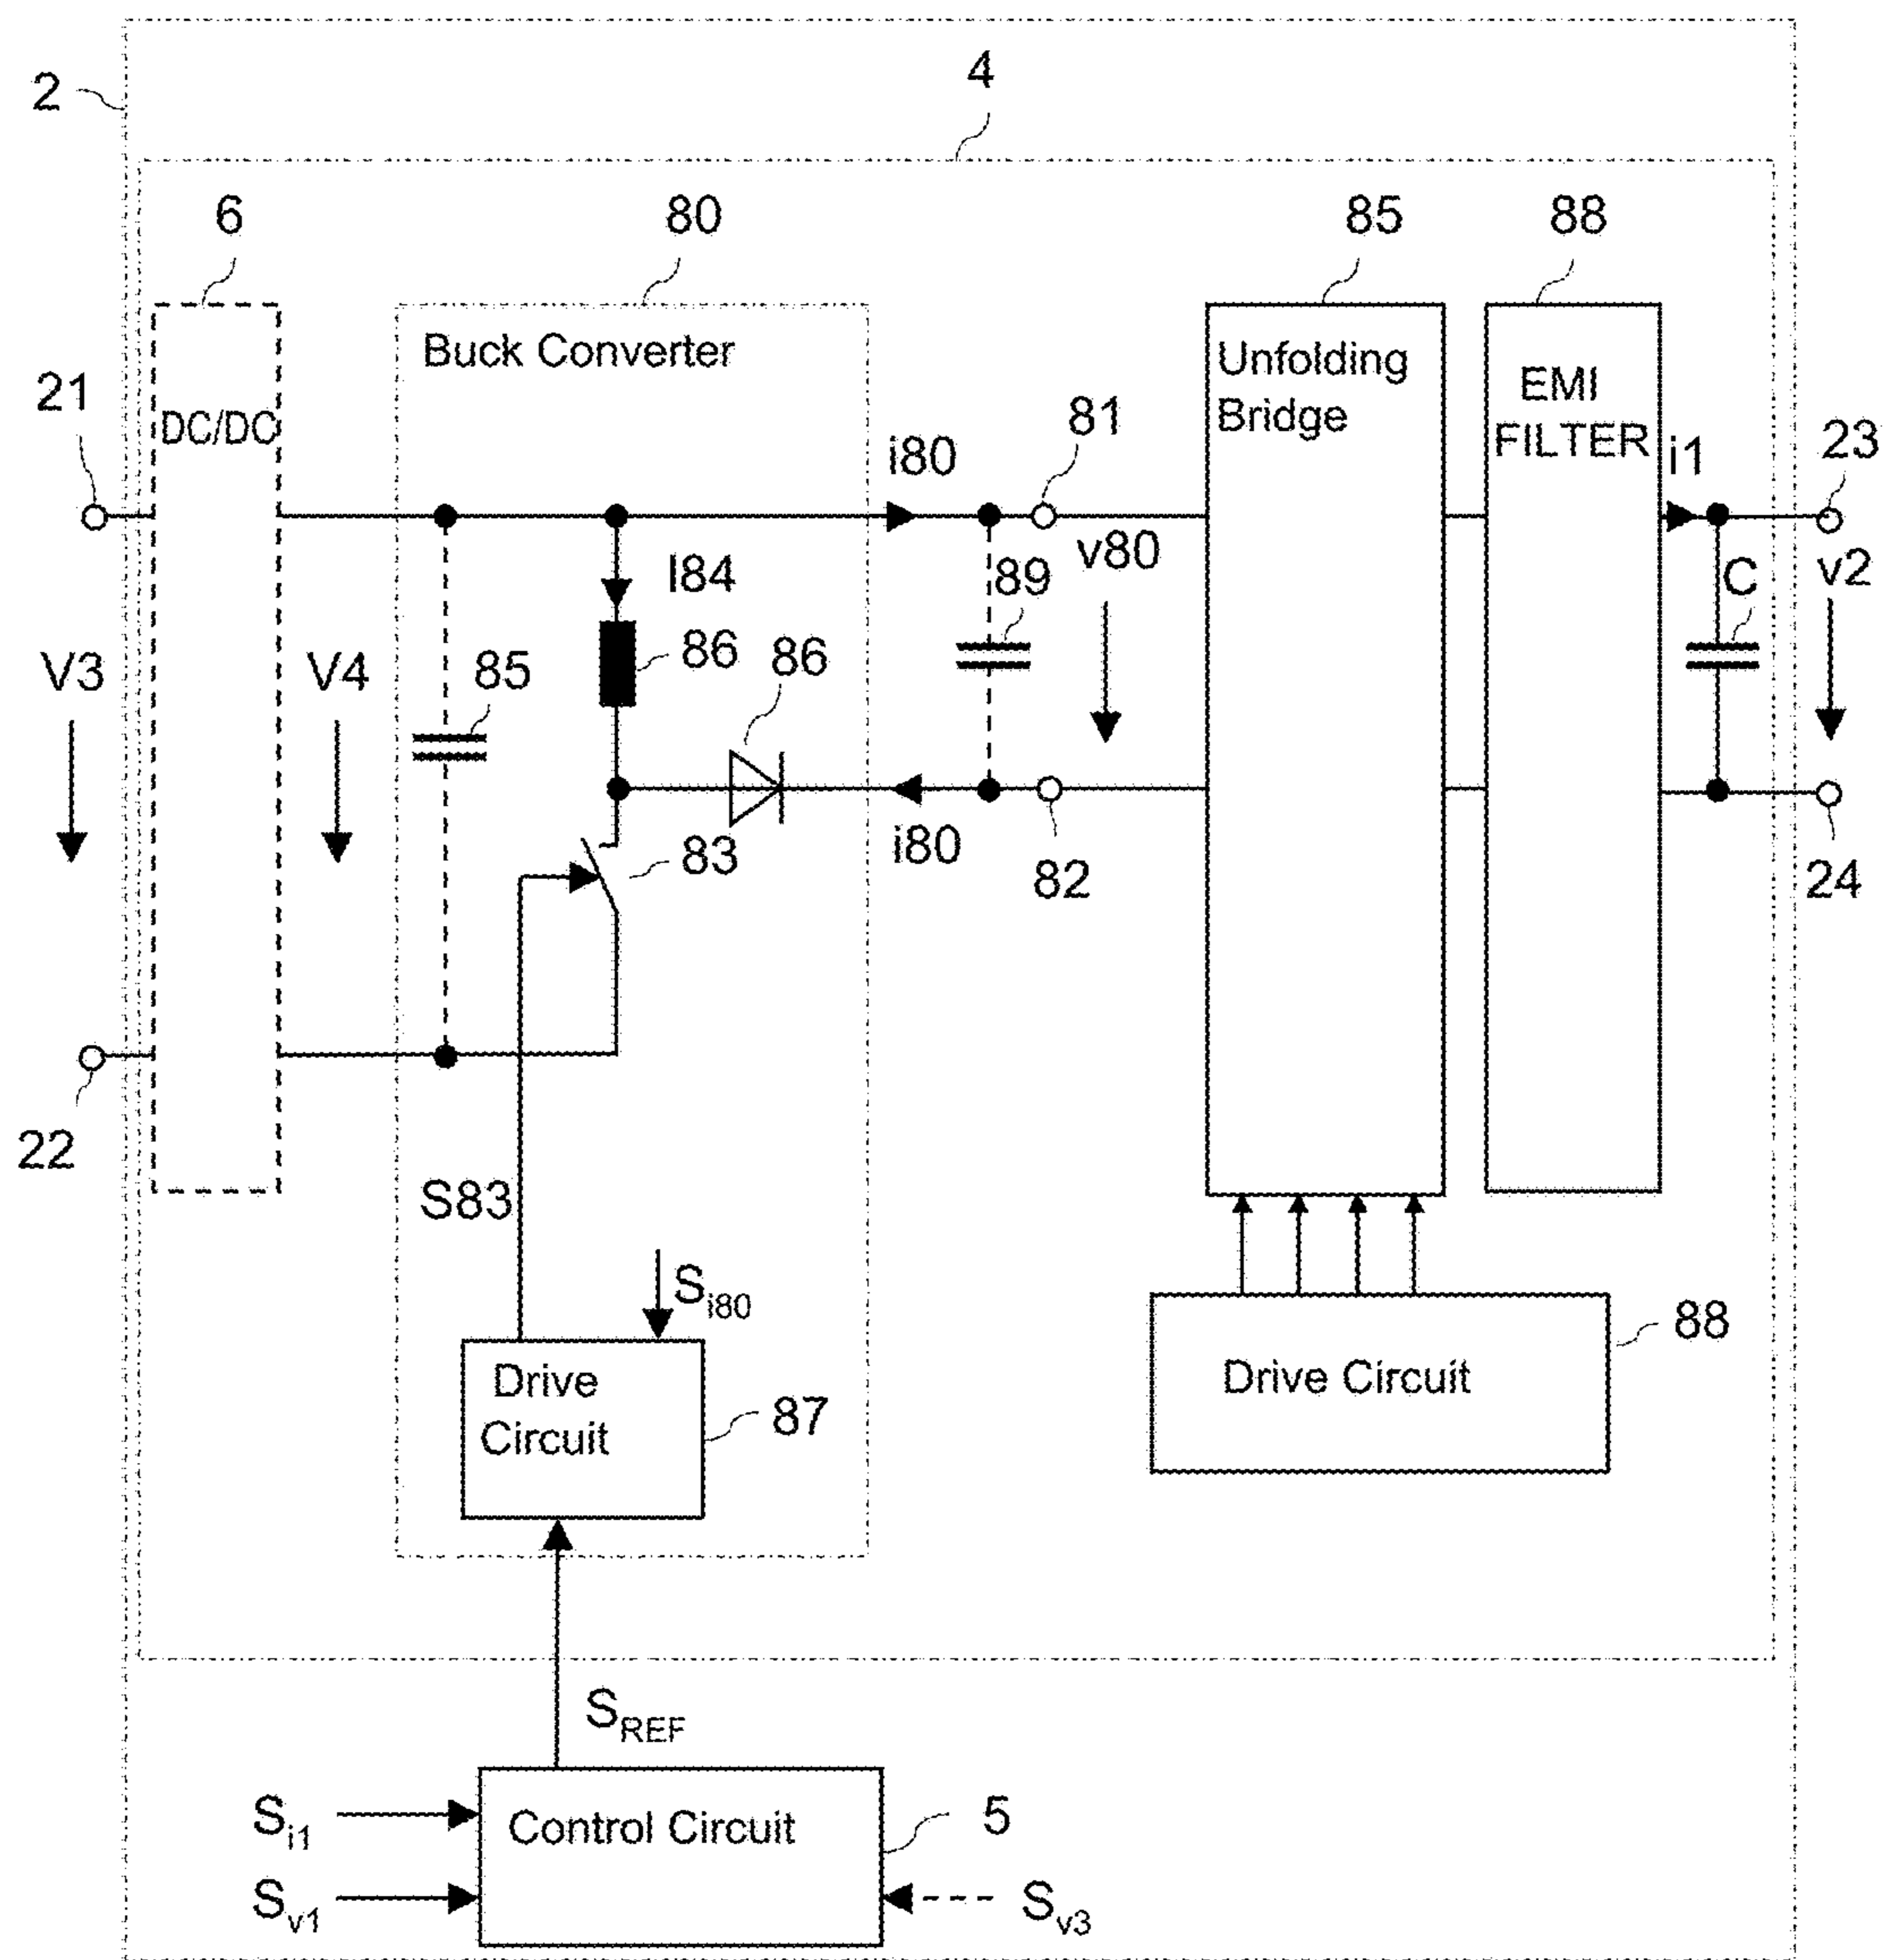 2
4
6
80
85
88
Buck Converter
Unfolding
Bridge
EMI
FILTER
DC/DC
21
81
i80
i1
23
v80
v2
I84
89
C
V3
V4
85
86
86
83
i80
82
24
22
S83
Si80
Drive
Circuit
87
Drive Circuit
88
SREF
Si1
Control Circuit
5
Sv1
Sv3